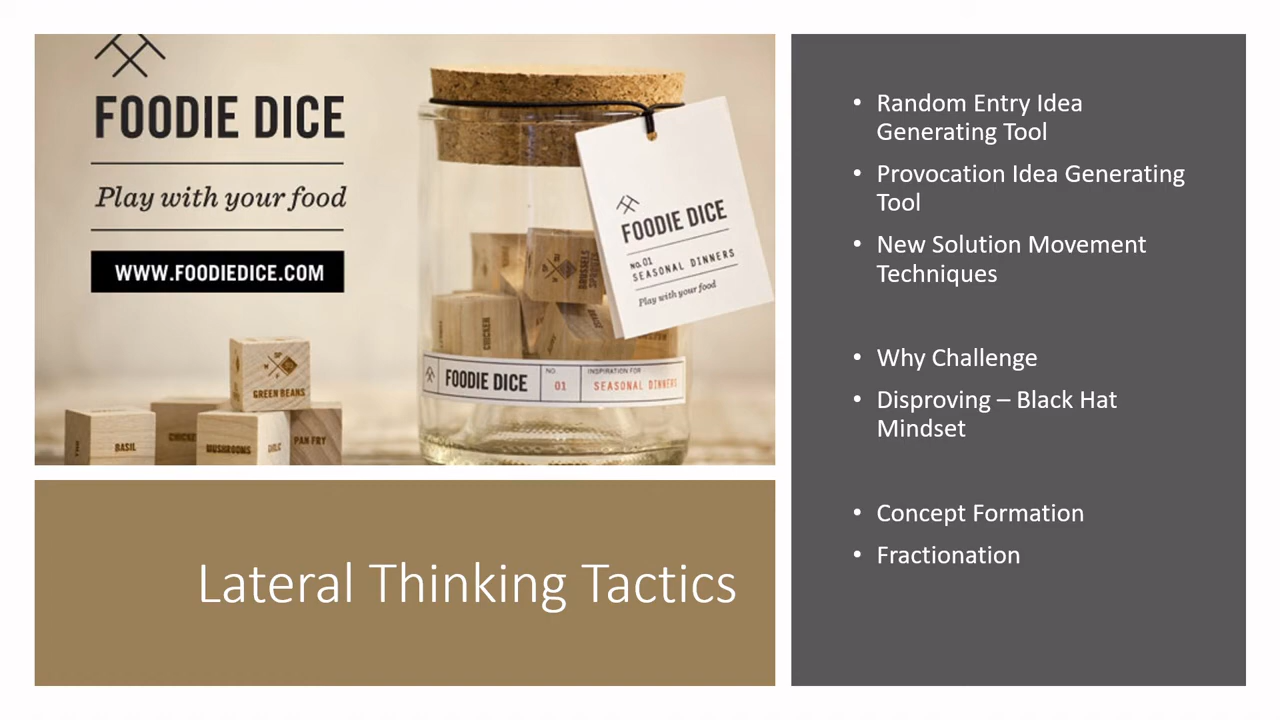 FOODIE DICE
Play with your food
WWW.FOODIEDICE.COM
FOODIE DICE
no. 01
SEASONAL DINNERS
Play with your food
BRUSSELS SPROUTS
CHICKEN
FOODIE DICE
NO.
01
INSPIRATION FOR
SEASONAL DINNERS
GREEN BEANS
BASIL
MUSHROOMS
GARLIC
PAN FRY
Lateral Thinking Tactics
• Random Entry Idea
Generating Tool
• Provocation Idea Generating
Tool
• New Solution Movement
Techniques
• Why Challenge
• Disproving – Black Hat
Mindset
• Concept Formation
• Fractionation